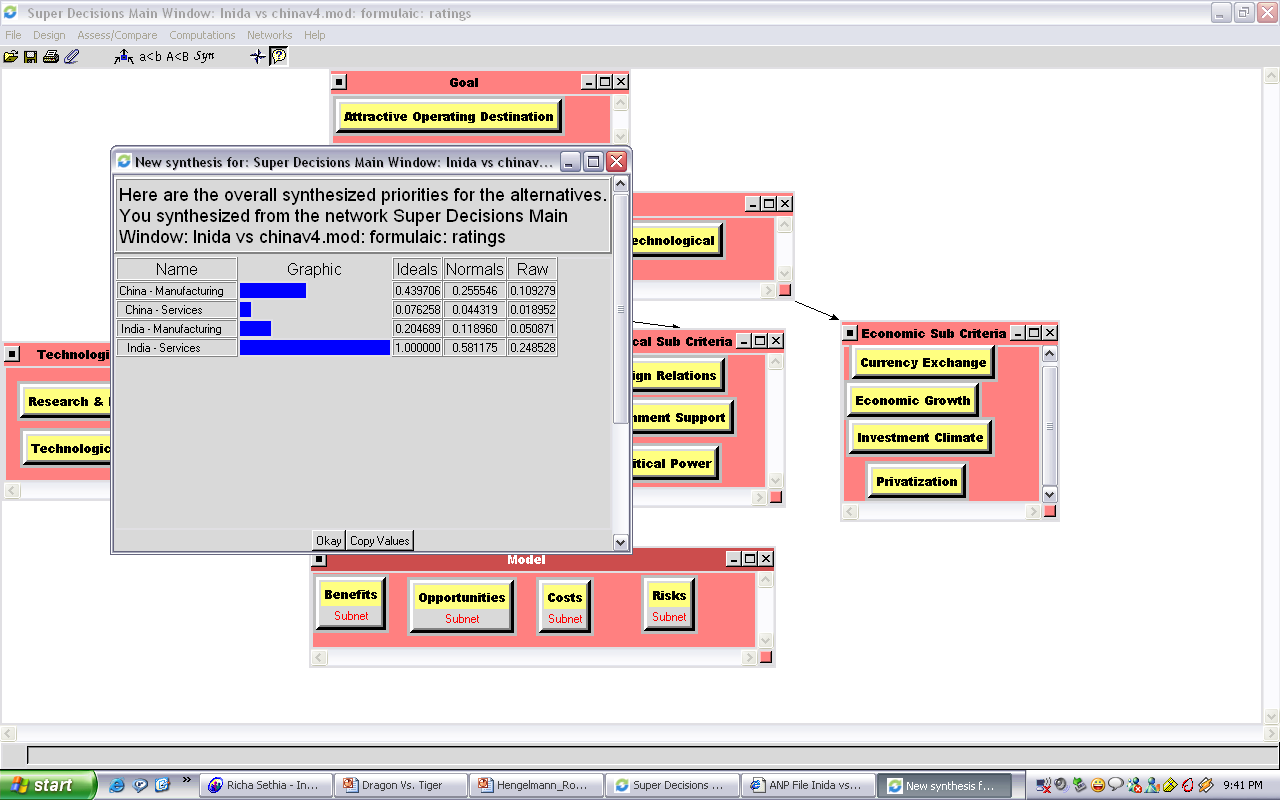 Super Decisions Main Window: Inida vs chinav4.mod: formulaic: ratings
File Design Assess/Compare Computations Networks Help
a<b A<B Syn
Goal
Attractive Operating Destination
New synthesis for: Super Decisions Main Window: Inida vs chinav...
Here are the overall synthesized priorities for the alternatives.
You synthesized from the network Super Decisions Main
Window: Inida vs chinav4.mod: formulaic: ratings
Name Graphic Ideals Normals Raw
China - Manufacturing 0.439706 0.255546 0.109279
China - Services 0.076258 0.044319 0.018952
India - Manufacturing 0.204689 0.118960 0.050871
India - Services 1.000000 0.581175 0.248528
Okay Copy Values
echnological
Technologi
Research &
Technologic
cal Sub Criteria
ign Relations
nment Support
itical Power
Economic Sub Criteria
Currency Exchange
Economic Growth
Investment Climate
Privatization
Model
Benefits
Subnet
Opportunities
Subnet
Costs
Subnet
Risks
Subnet
start
Richa Sethia - In...
Dragon Vs. Tiger
Hengelmann_Ro...
Super Decisions ...
ANP File Inida vs...
New synthesis f...
9:41 PM